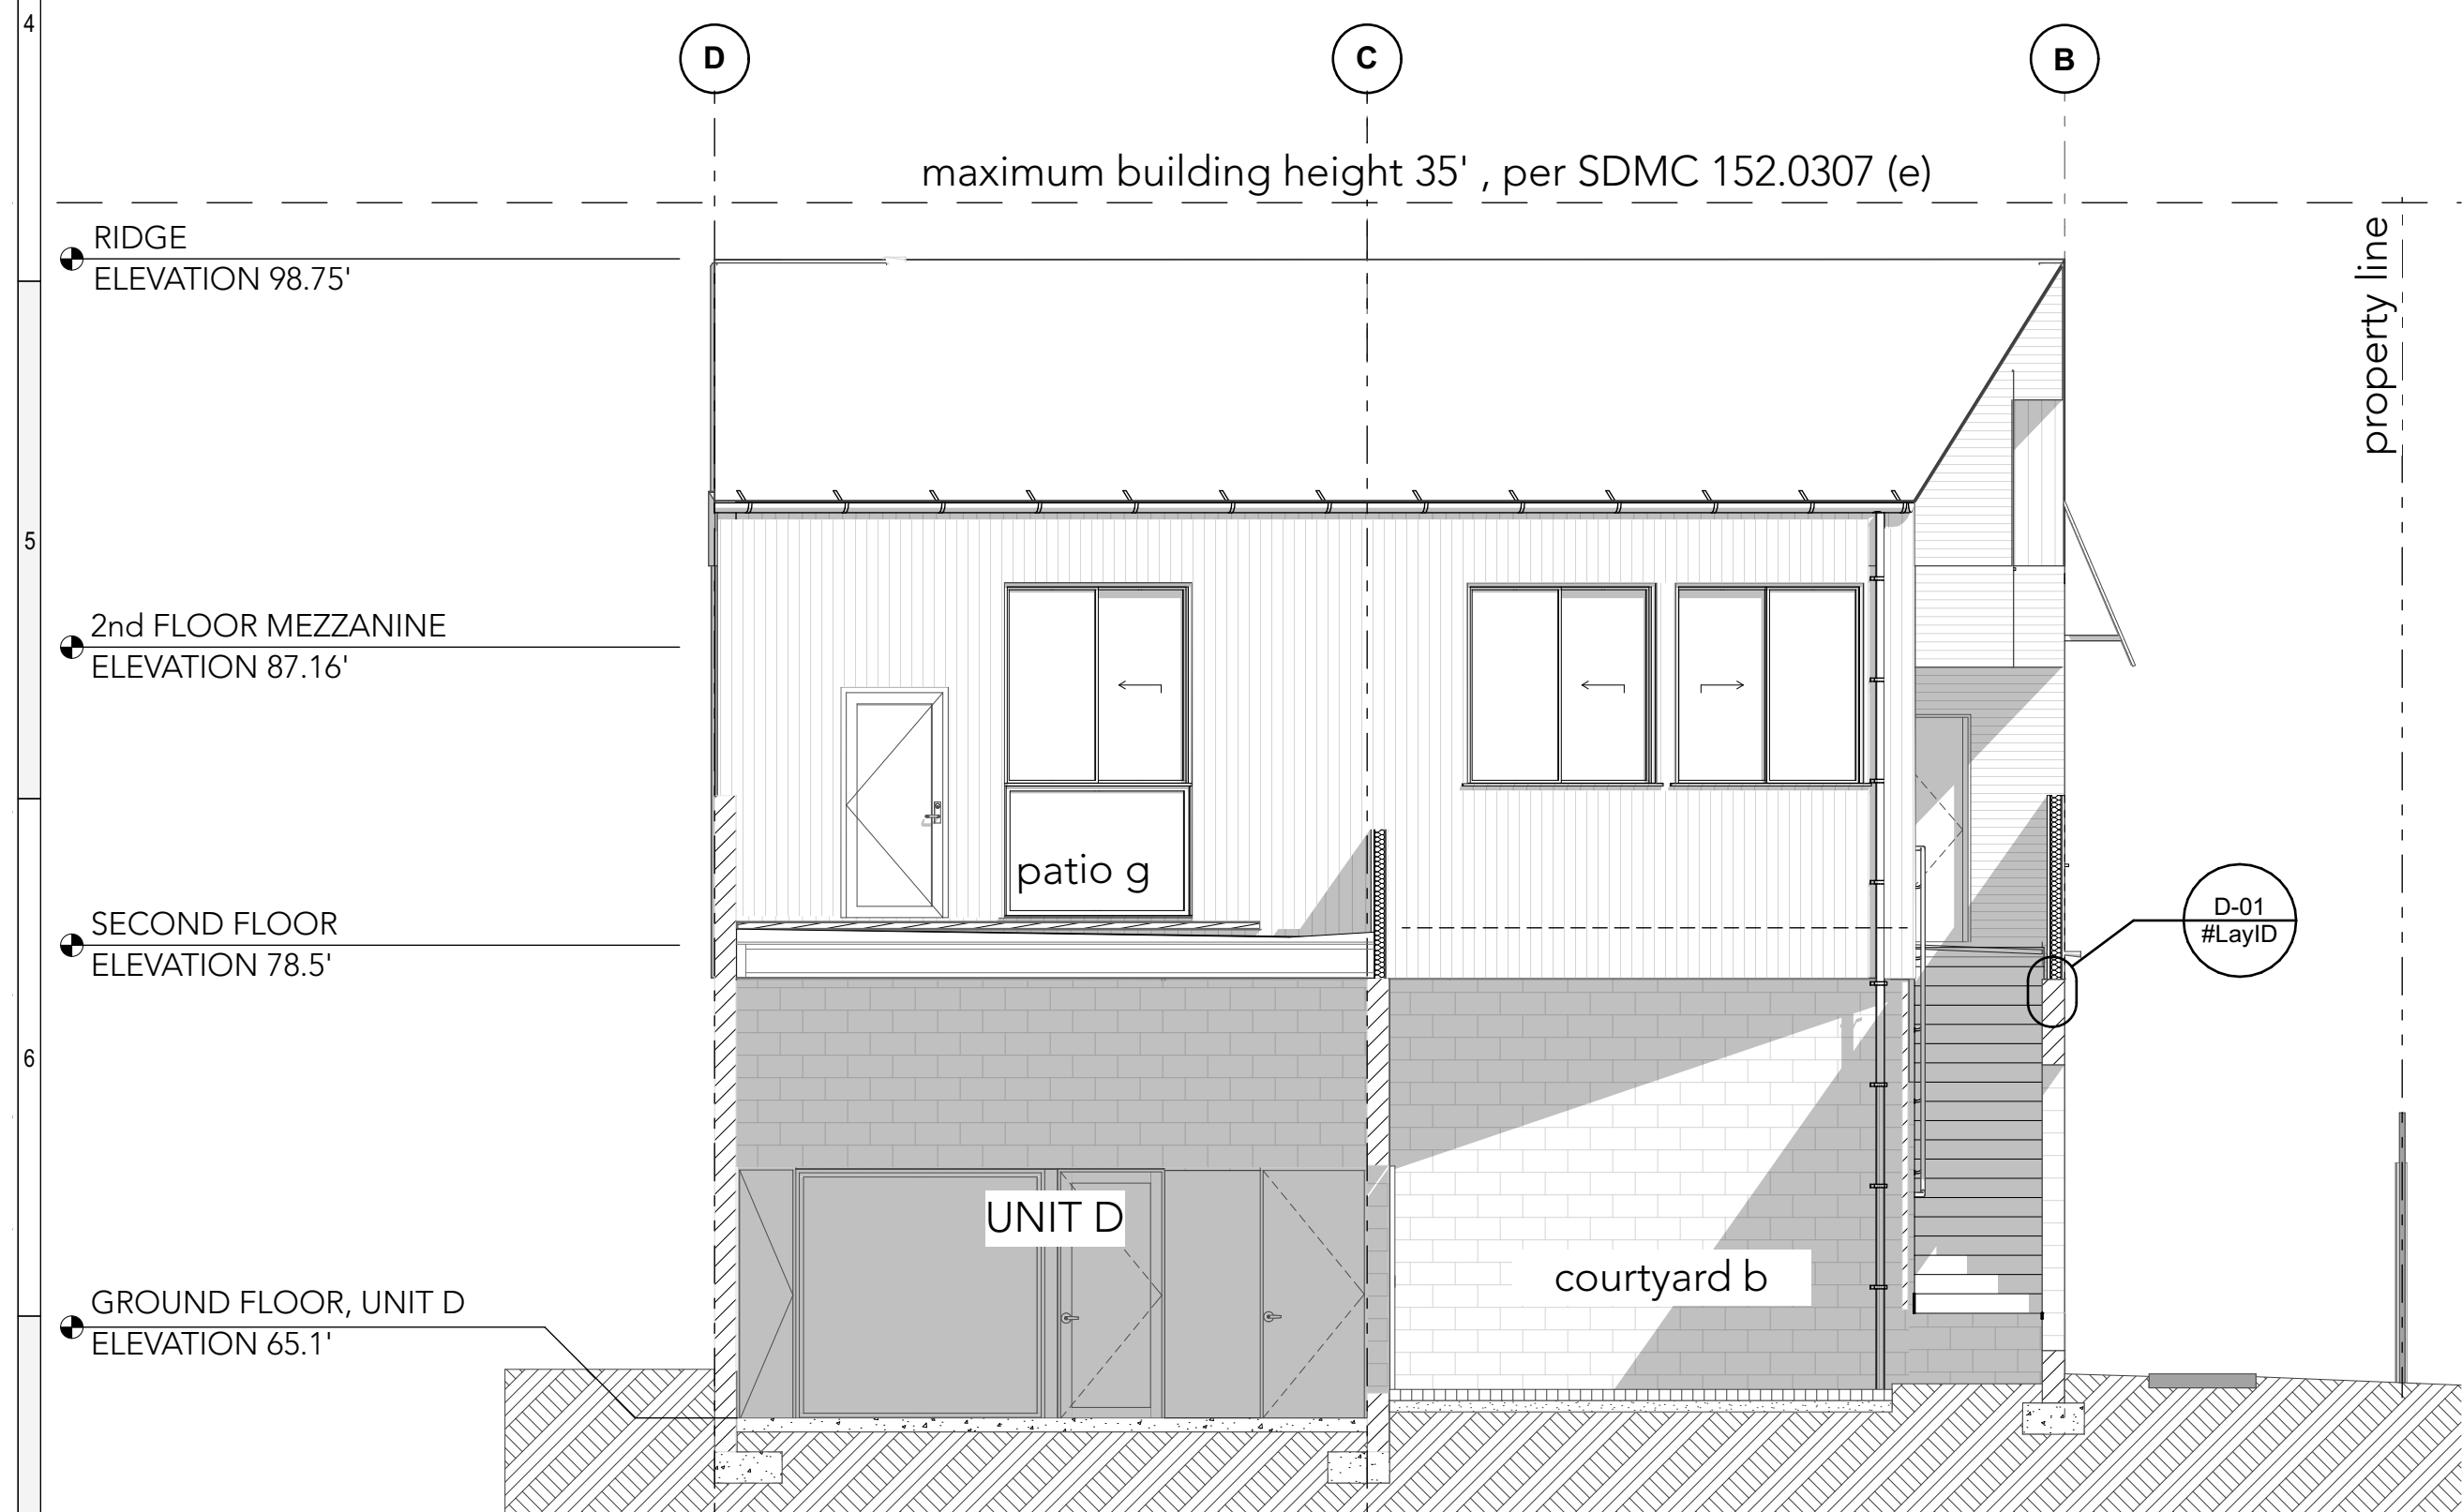 4
D
C
B
maximum building height 35' , per SDMC 152.0307 (e)
RIDGE
ELEVATION 98.75'
property line
5
2nd FLOOR MEZZANINE
ELEVATION 87.16'
patio g
SECOND FLOOR
ELEVATION 78.5'
D-01
#LayID
6
UNIT D
courtyard b
GROUND FLOOR, UNIT D
ELEVATION 65.1'